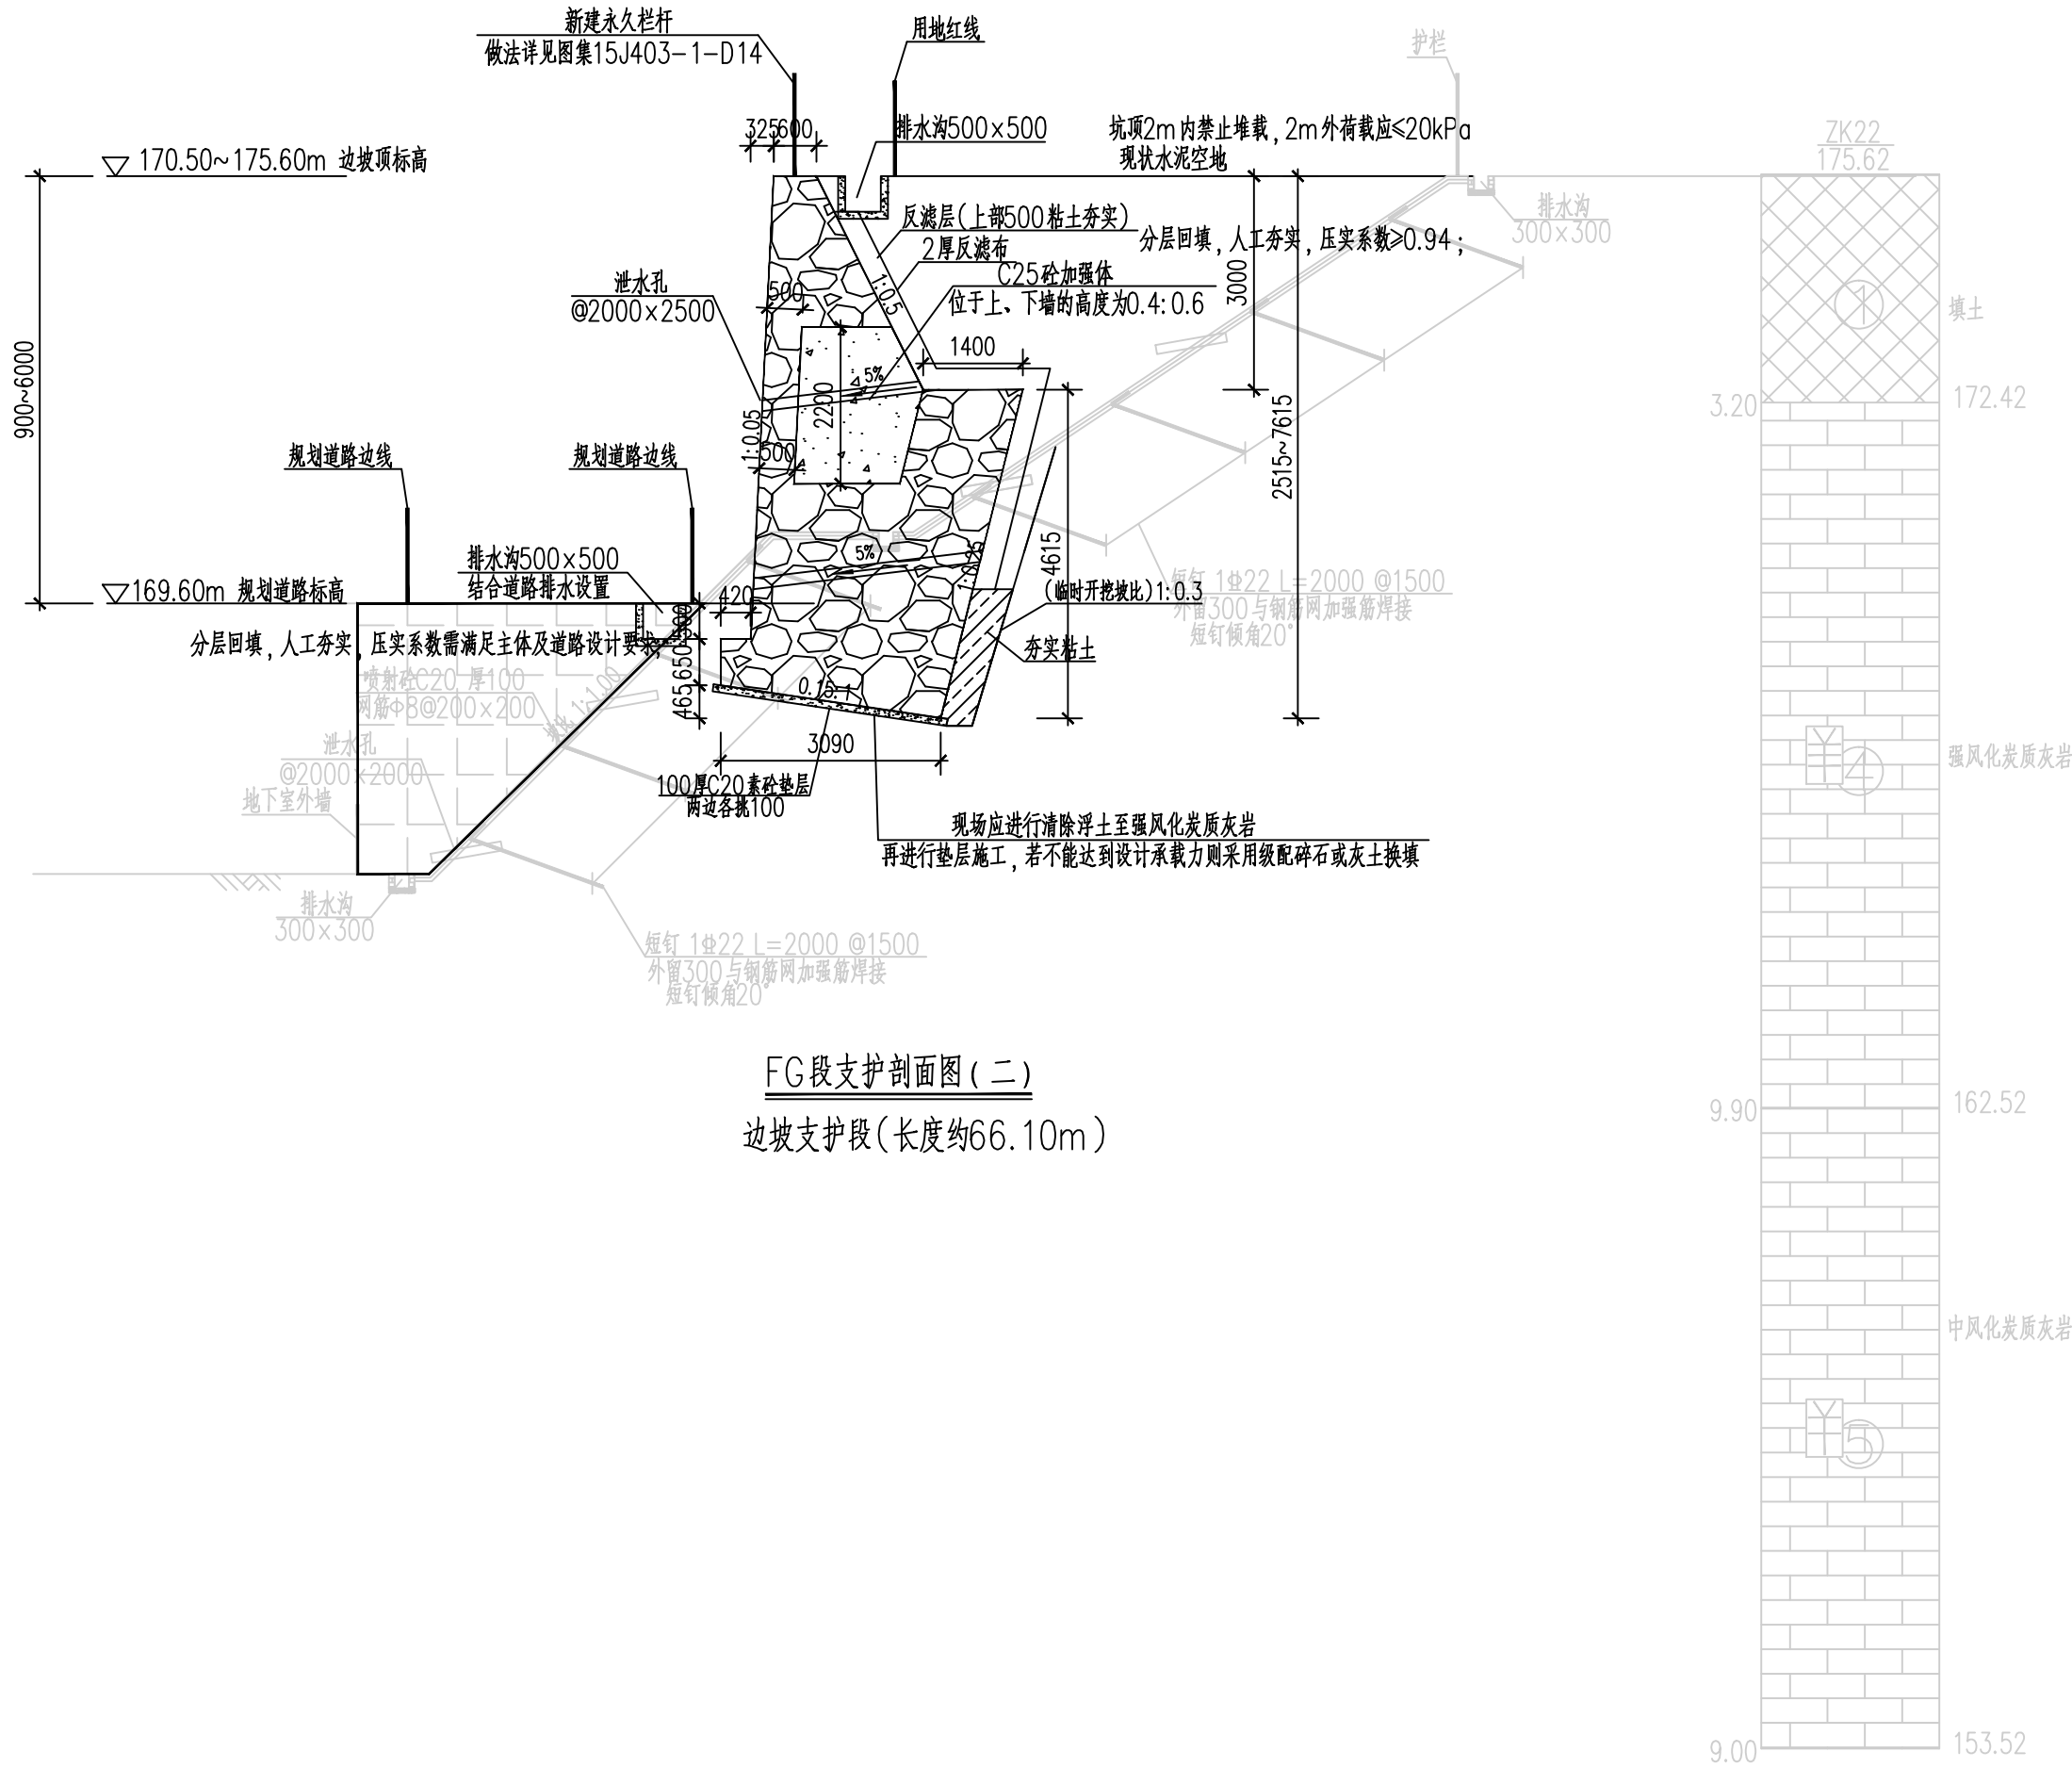 新建永久栏杆
做法详见图集15J403-1-D14
用地红线
护栏
325
600
排水沟500×500
坑顶2m内禁止堆载,2m外荷载应≤20kPa
现状水泥空地
ZK22
175.62
170.50~175.60m 边坡顶标高
排水沟
300×300
反滤层(上部500粘土夯实)
2厚反滤布
分层回填,人工夯实,压实系数≥0.94;
C25砼加强体
位于上、下墙的高度为0.4:0.6
泄水孔
@2000×2500
500
1:0.5
3000
1
填土
1400
900~6000
5%
2200
2515~7615
3.20
172.42
1:0.05
500
规划道路边线
规划道路边线
排水沟500×500
结合道路排水设置
5%
4615
169.60m 规划道路标高
420
500
(临时开挖坡比)1:0.3
短钉 1⌀22 L=2000 @1500
外留300与钢筋网加强筋焊接
短钉倾角20°
分层回填,人工夯实,压实系数需满足主体及道路设计要求;
夯实粘土
650
465
喷射砼C20 厚100
网筋Φ8@200×200
坡比 1:1.00
0.15:1
泄水孔
@2000×2000
地下室外墙
3090
100厚C20素砼垫层
两边各挑100
4
强风化炭质灰岩
现场应进行清除浮土至强风化炭质灰岩
再进行垫层施工,若不能达到设计承载力则采用级配碎石或灰土换填
排水沟
300×300
短钉 1⌀22 L=2000 @1500
外留300与钢筋网加强筋焊接
短钉倾角20°
FG段支护剖面图(二)
边坡支护段(长度约66.10m)
9.90
162.52
中风化炭质灰岩
5
9.00
153.52